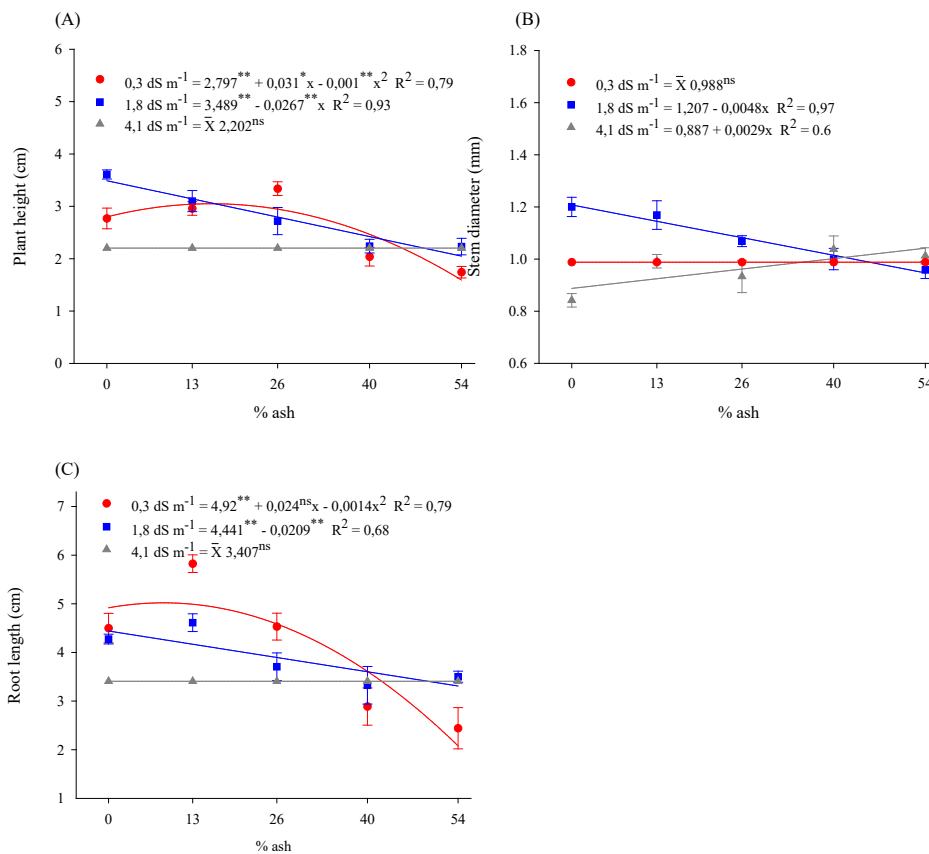 (A)
0,3 dS m-1 = 2,797** + 0,031*x - 0,001**x2 R2 = 0,79
1,8 dS m-1 = 3,489** - 0,0267**x R2 = 0,93
4,1 dS m-1 = X̄ 2,202ns
Plant height (cm)
6
5
4
3
2
1
0
0 13 26 40 54
% ash
(B)
0,3 dS m-1 = X̄ 0,988ns
1,8 dS m-1 = 1,207 - 0,0048x R2 = 0,97
4,1 dS m-1 = 0,887 + 0,0029x R2 = 0.6
Stem diameter (mm)
1.8
1.6
1.4
1.2
1.0
0.8
0.6
0 13 26 40 54
% ash
(C)
0,3 dS m-1 = 4,92** + 0,024nsx - 0,0014x2 R2 = 0,79
1,8 dS m-1 = 4,441** - 0,0209** R2 = 0,68
4,1 dS m-1 = X̄ 3,407ns
Root length (cm)
7
6
5
4
3
2
1
0 13 26 40 54
% ash